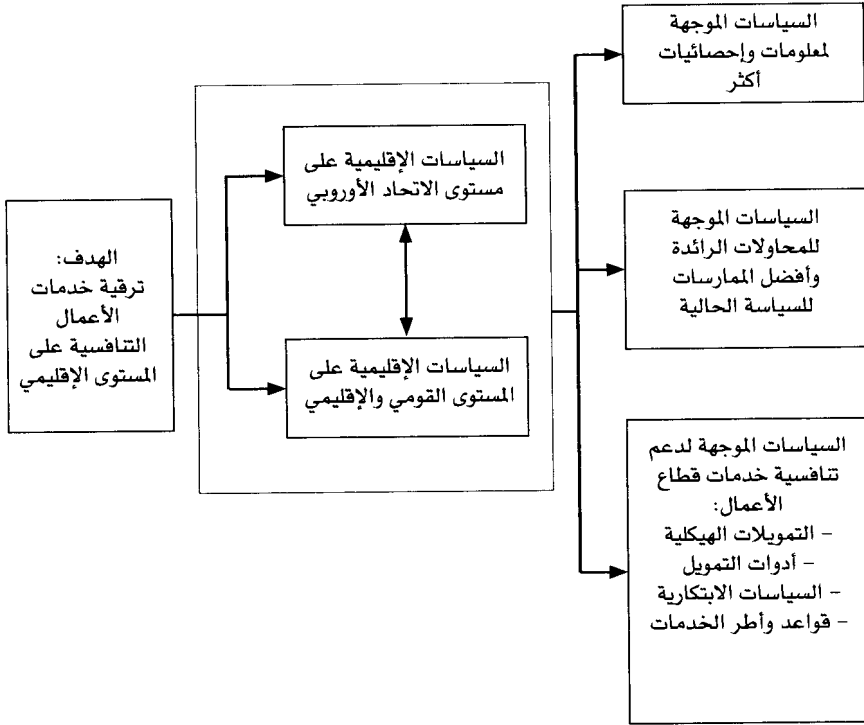 السياسات الموجهة
لمعلومات وإحصائيات
أكثر
السياسات الإقليمية على
مستوى الاتحاد الأوروبي
السياسات الموجهة
للمحاولات الرائدة
وأفضل الممارسات
للسياسة الحالية
الهدف:
ترقية خدمات
الأعمال
التنافسية على
المستوى الإقليمي
السياسات الإقليمية على
المستوى القومي والإقليمي
السياسات الموجهة لدعم
تنافسية خدمات قطاع
الأعمال:
– التمويلات الهيكلية
– أدوات التمويل
– السياسات الابتكارية
– قواعد وأطر الخدمات